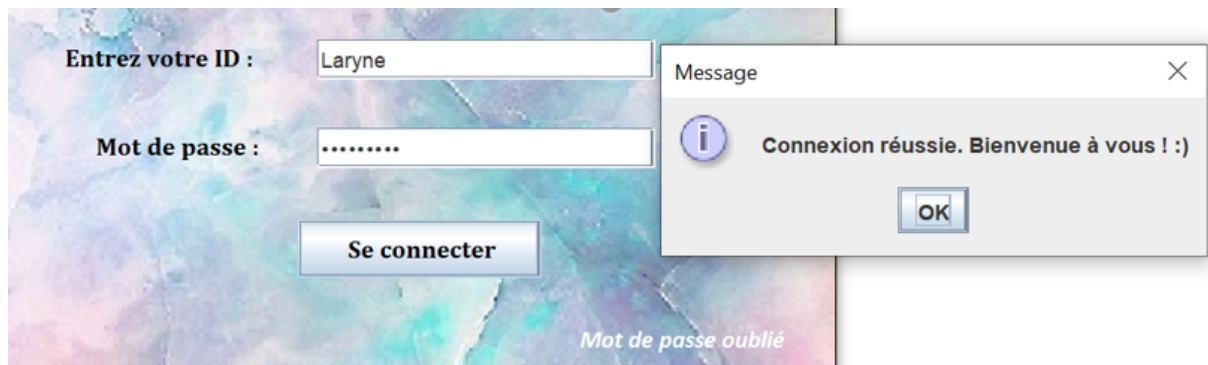 Entrez votre ID :
Laryne
Mot de passe :
Se connecter
Mot de passe oublié
Message
i
Connexion réussie. Bienvenue à vous ! :)
OK